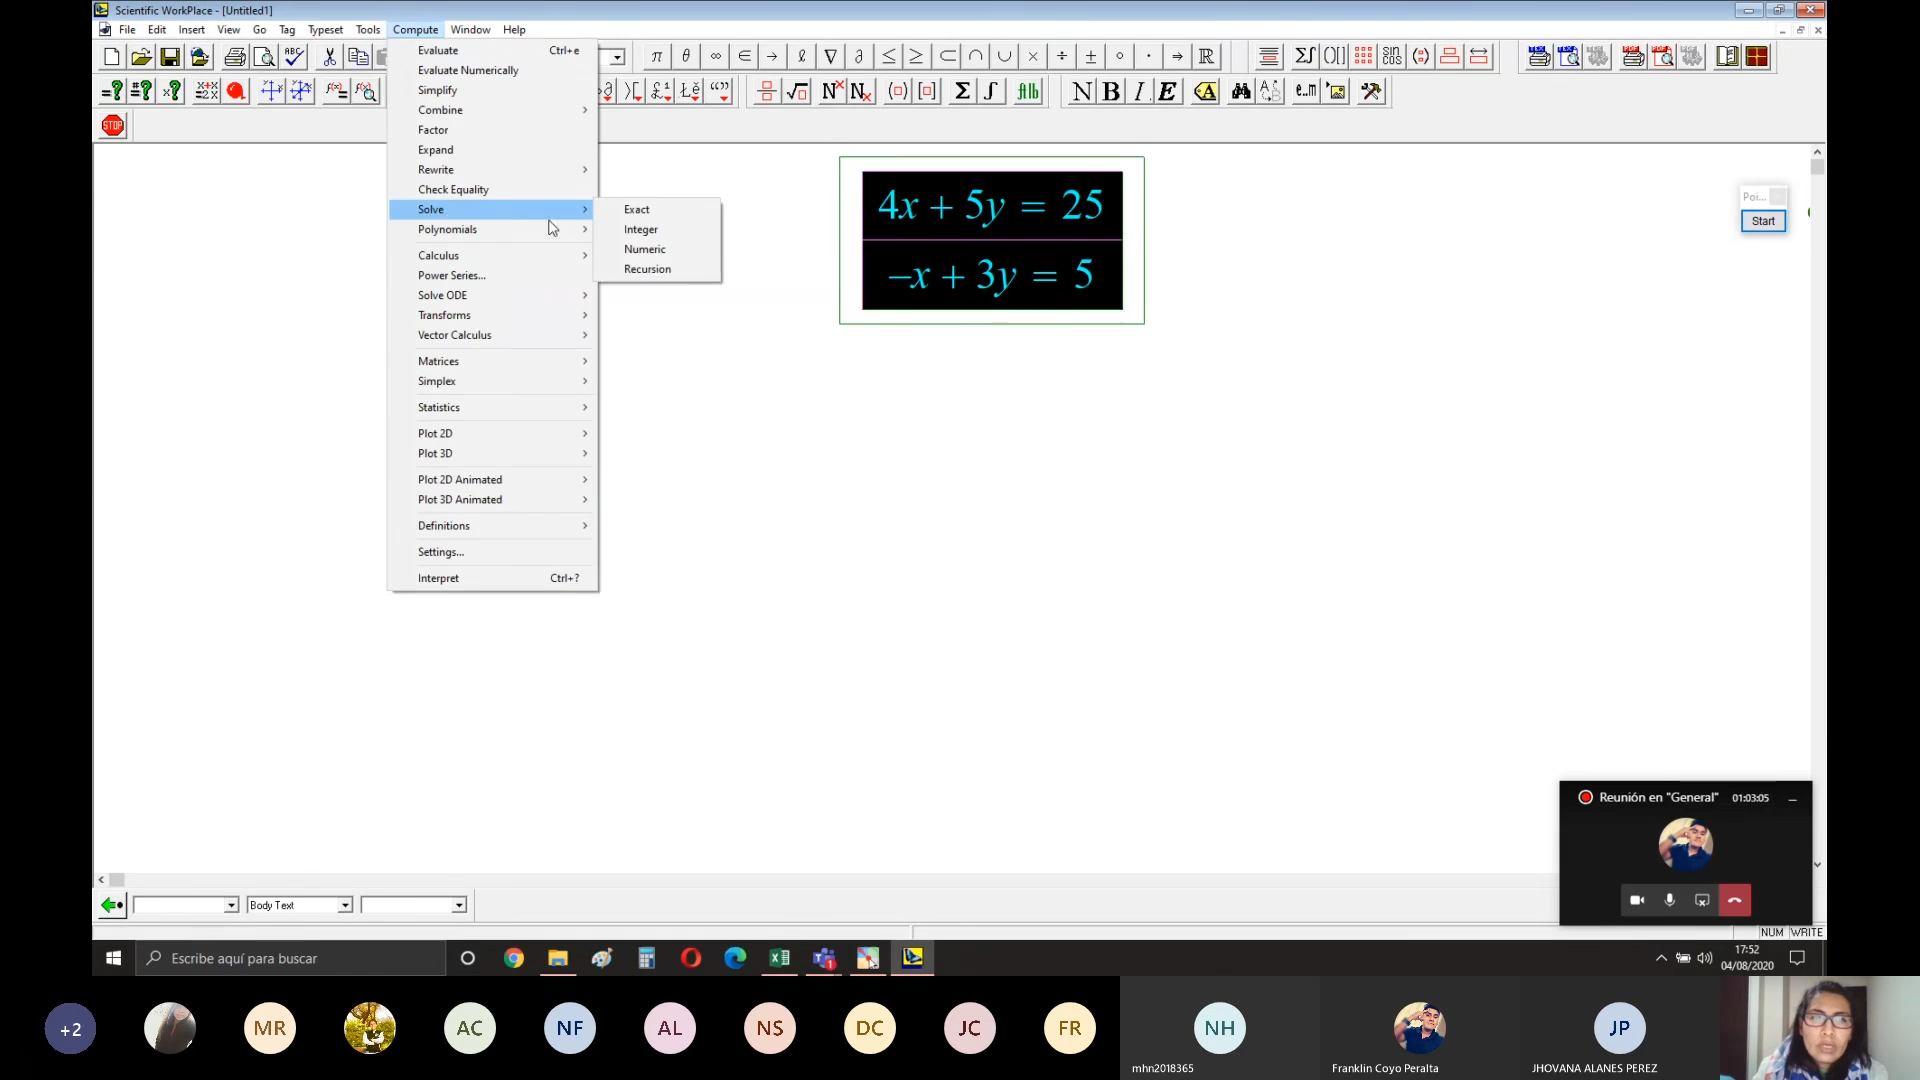 Scientific WorkPlace - [Untitled1]
File Edit Insert View Go Tag Typeset Tools Compute Window Help
Evaluate Ctrl+e
Evaluate Numerically
Simplify
Combine
Factor
Expand
Rewrite
Check Equality
Solve
Polynomials
Calculus
Power Series...
Solve ODE
Transforms
Vector Calculus
Matrices
Simplex
Statistics
Plot 2D
Plot 3D
Plot 2D Animated
Plot 3D Animated
Definitions
Settings...
Interpret Ctrl+?
Exact
Integer
Numeric
Recursion
4x + 5y = 25
−x + 3y = 5
Poi...
Start
STOP
Reunión en "General" 01:03:05
Body Text
NUM WRITE
Escribe aquí para buscar
17:52
04/08/2020
+2 MR AC NF AL NS DC JC FR NH JP
mhn2018365 Franklin Coyo Peralta JHOVANA ALANES PEREZ